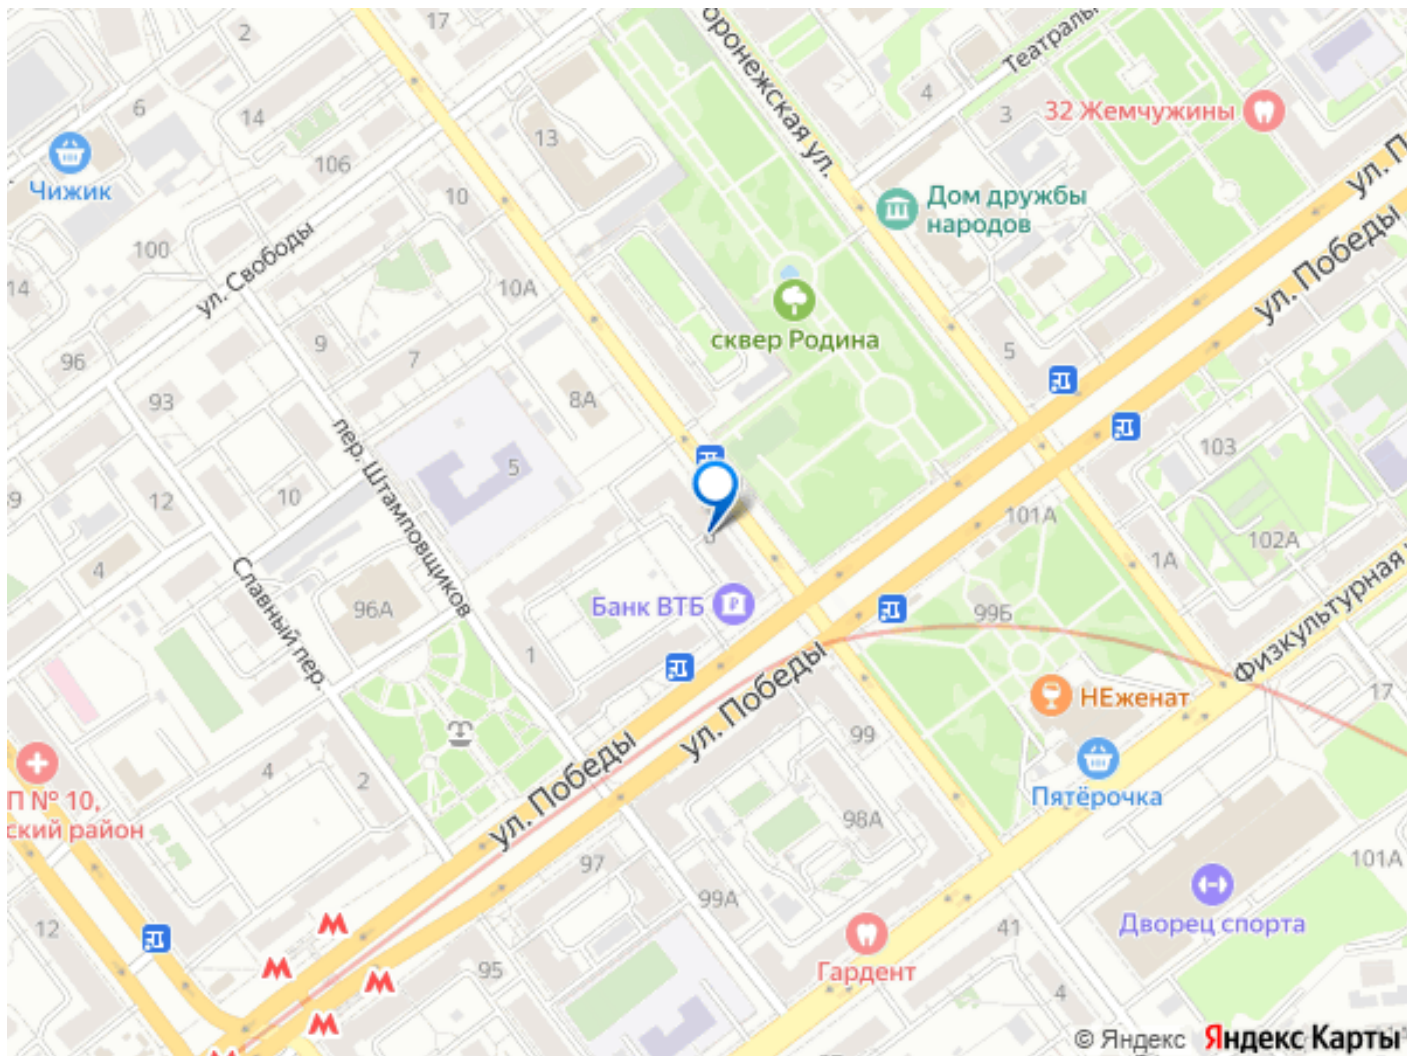 2
6
14
106
13
10
Чижик
100
ул. Свободы
10А
14
9
7
96
93
8А
12
10
5
4
пер. Штамповщиков
Славный пер.
96А
1
4
2
П № 10,
ский район
12
оронежская ул.
Театраль
4
3
32 Жемчужины
ул. П
ул. Победы
Дом дружбы
народов
сквер Родина
5
103
101А
102А
1А
99Б
Физкультурная
Банк ВТБ
ул. Победы
ул. Победы
НЕженат
Пятёрочка
17
99
98А
97
99А
95
Гардент
41
4
Дворец спорта
101А
© Яндекс Яндекс Карты